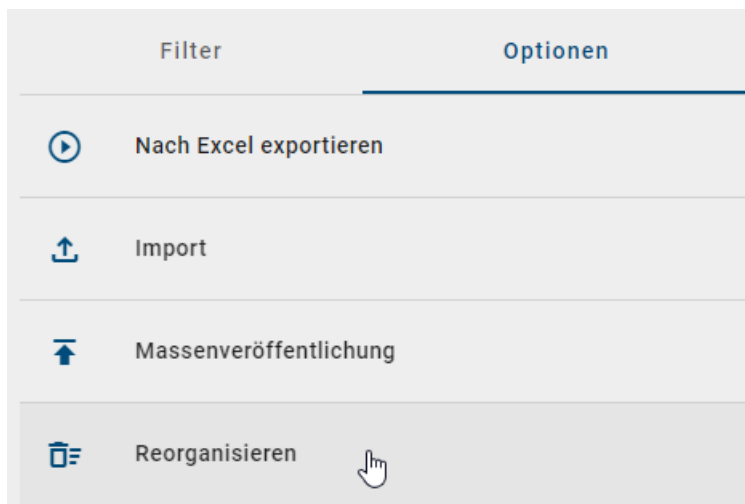 Filter Optionen
Nach Excel exportieren
Import
Massenveröffentlichung
Reorganisieren